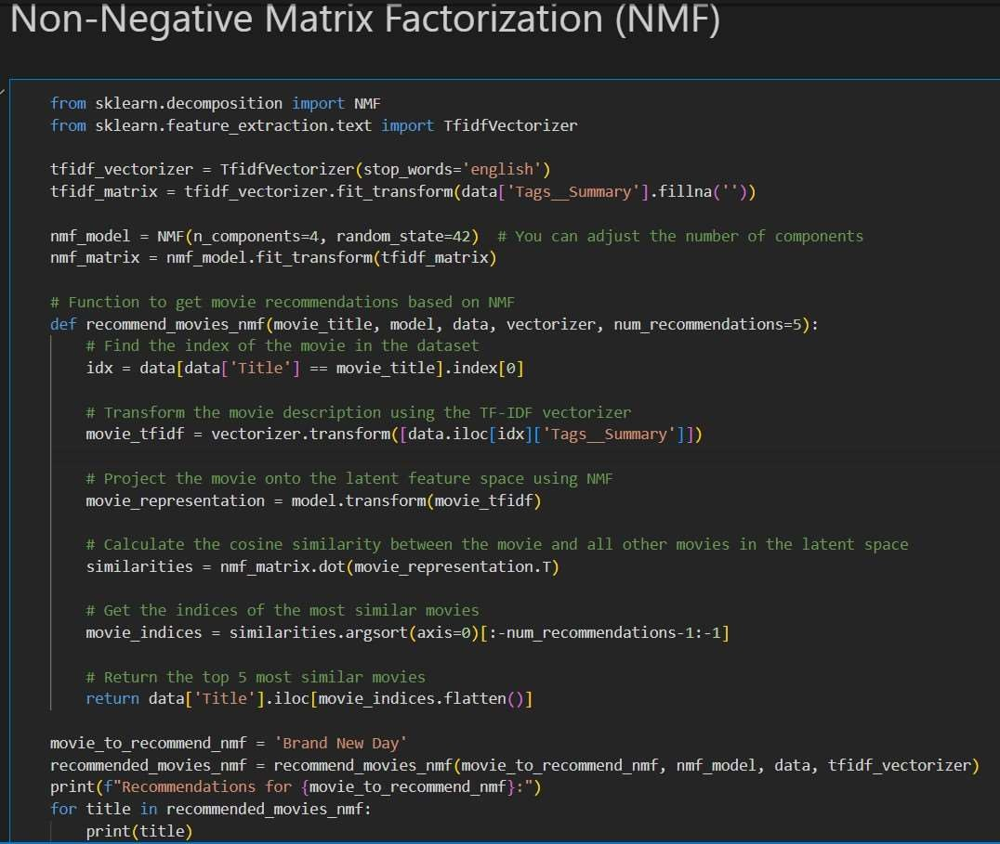 Non-Negative Matrix Factorization (NMF)
from sklearn.decomposition import NMF
from sklearn.feature_extraction.text import TfidfVectorizer
tfidf_vectorizer = TfidfVectorizer(stop_words='english')
tfidf_matrix = tfidf_vectorizer.fit_transform(data['Tags__Summary'].fillna(''))
nmf_model = NMF(n_components=4, random_state=42)  # You can adjust the number of components
nmf_matrix = nmf_model.fit_transform(tfidf_matrix)
# Function to get movie recommendations based on NMF
def recommend_movies_nmf(movie_title, model, data, vectorizer, num_recommendations=5):
    # Find the index of the movie in the dataset
    idx = data[data['Title'] == movie_title].index[0]
    # Transform the movie description using the TF-IDF vectorizer
    movie_tfidf = vectorizer.transform([data.iloc[idx]['Tags__Summary']])
    # Project the movie onto the latent feature space using NMF
    movie_representation = model.transform(movie_tfidf)
    # Calculate the cosine similarity between the movie and all other movies in the latent space
    similarities = nmf_matrix.dot(movie_representation.T)
    # Get the indices of the most similar movies
    movie_indices = similarities.argsort(axis=0)[:-num_recommendations-1:-1]
    # Return the top 5 most similar movies
    return data['Title'].iloc[movie_indices.flatten()]
movie_to_recommend_nmf = 'Brand New Day'
recommended_movies_nmf = recommend_movies_nmf(movie_to_recommend_nmf, nmf_model, data, tfidf_vectorizer)
print(f"Recommendations for {movie_to_recommend_nmf}:")
for title in recommended_movies_nmf:
    print(title)